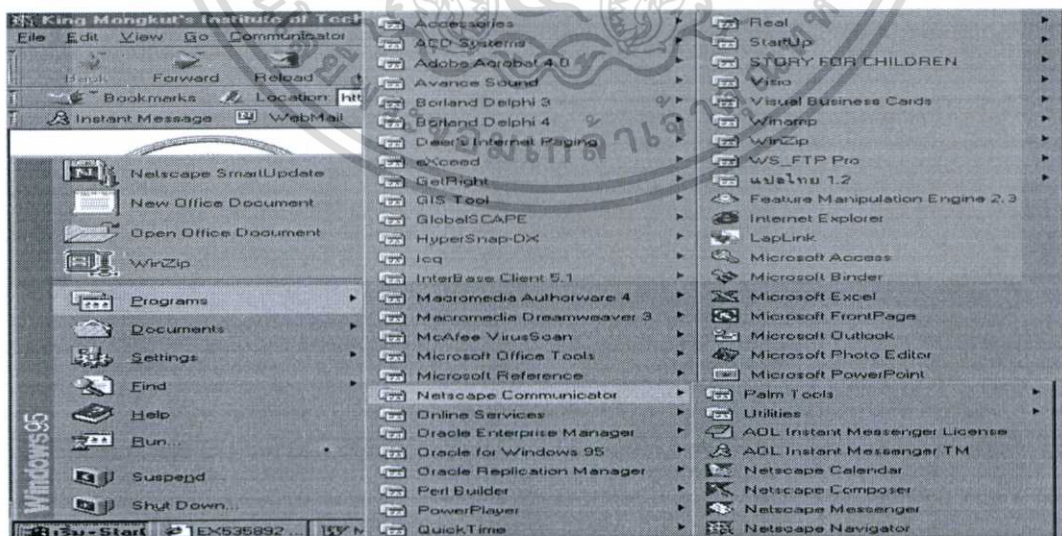 King Mongkut's Institute of Tech
File Edit View Go Communicator
Back Forward Reload
Bookmarks Location htt
Instant Message WebMail
Netscape SmartUpdate
New Office Document
Open Office Document
WinZip
Programs
Documents
Settings
Find
Help
Run...
Suspend
Shut Down...
Windows95
เริ่ม-Start EX535892...
Accessories
ACD Systems
Adobe Acrobat 4.0
Avance Sound
Borland Delphi 3
Borland Delphi 4
Deer's Internet Paging
eXceed
GetRight
GIS Tool
GlobalSCAPE
HyperSnap-DX
Icq
InterBase Client 5.1
Macromedia Authorware 4
Macromedia Dreamweaver 3
McAfee VirusScan
Microsoft Office Tools
Microsoft Reference
Netscape Communicator
Online Services
Oracle Enterprise Manager
Oracle for Windows 95
Oracle Replication Manager
Perl Builder
PowerPlayer
QuickTime
Real
StartUp
STORY FOR CHILDREN
Visio
Visual Business Cards
Winamp
WinZip
WS_FTP Pro
แปลไทย 1.2
Feature Manipulation Engine 2.3
Internet Explorer
LapLink
Microsoft Access
Microsoft Binder
Microsoft Excel
Microsoft FrontPage
Microsoft Outlook
Microsoft Photo Editor
Microsoft PowerPoint
Palm Tools
Utilities
AOL Instant Messenger License
AOL Instant Messenger TM
Netscape Calendar
Netscape Composer
Netscape Messenger
Netscape Navigator